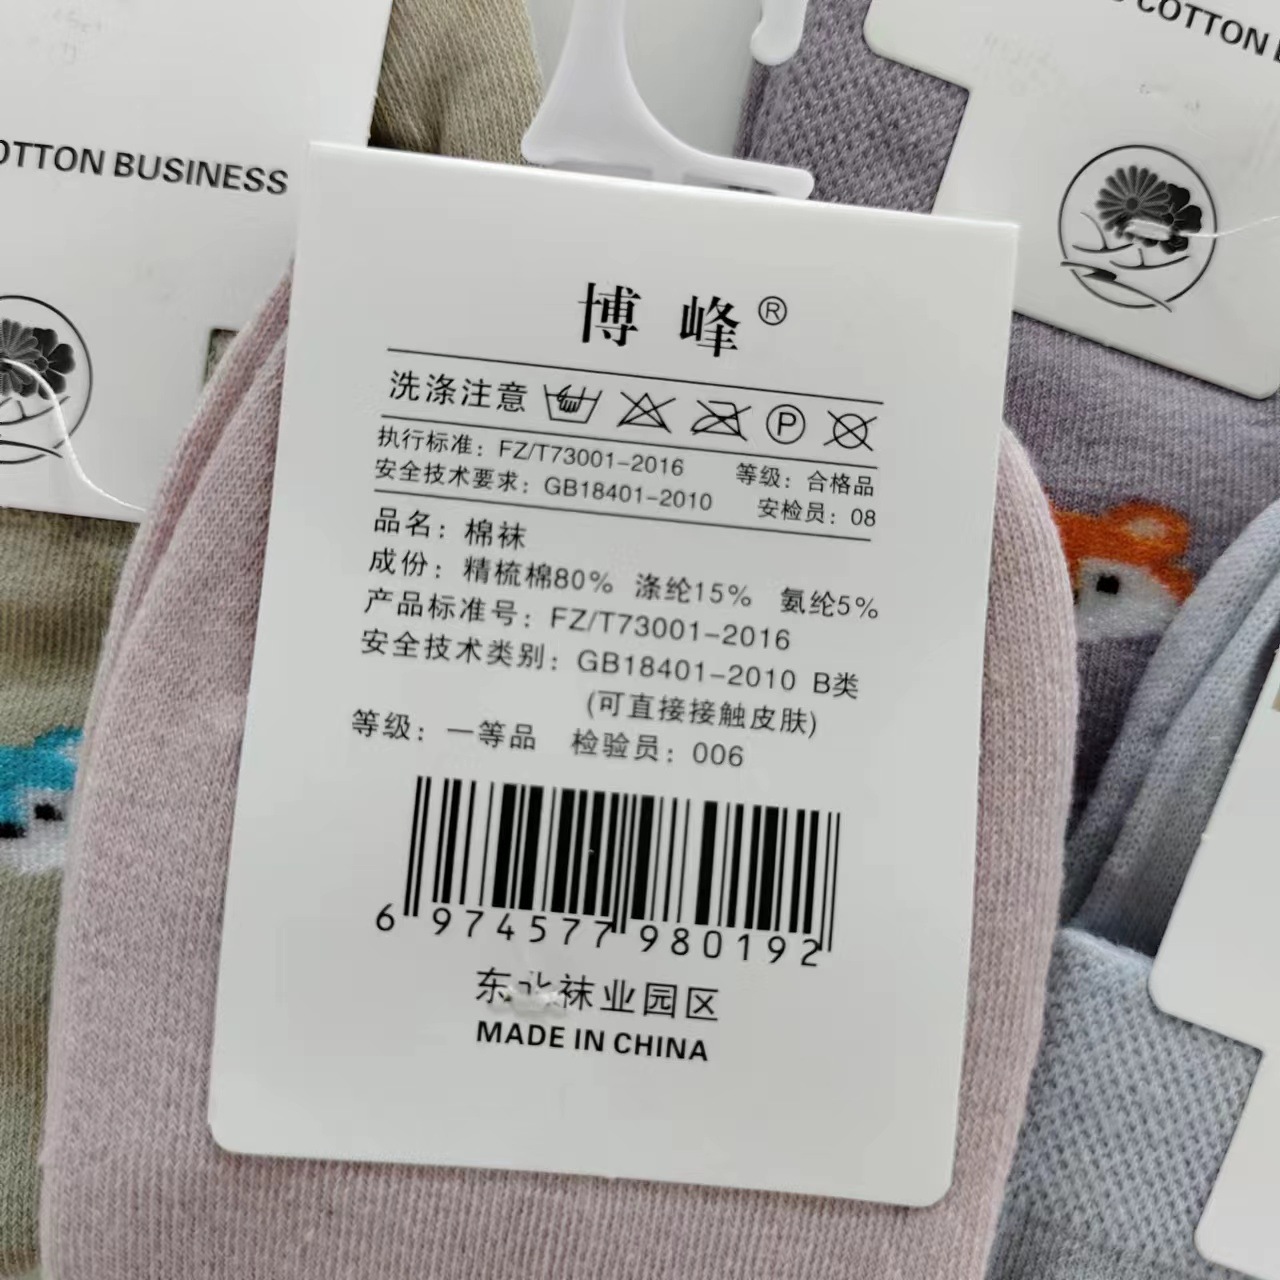 OTTON BUSINESS
COTTON
博峰®
洗涤注意
P
执行标准：FZ/T73001-2016 等级：合格品
安全技术要求：GB18401-2010 安检员：08
品名：棉袜
成份：精梳棉80% 涤纶15% 氨纶5%
产品标准号：FZ/T73001-2016
安全技术类别：GB18401-2010 B类
(可直接接触皮肤)
等级：一等品 检验员：006
6 974577 980192
东北袜业园区
MADE IN CHINA